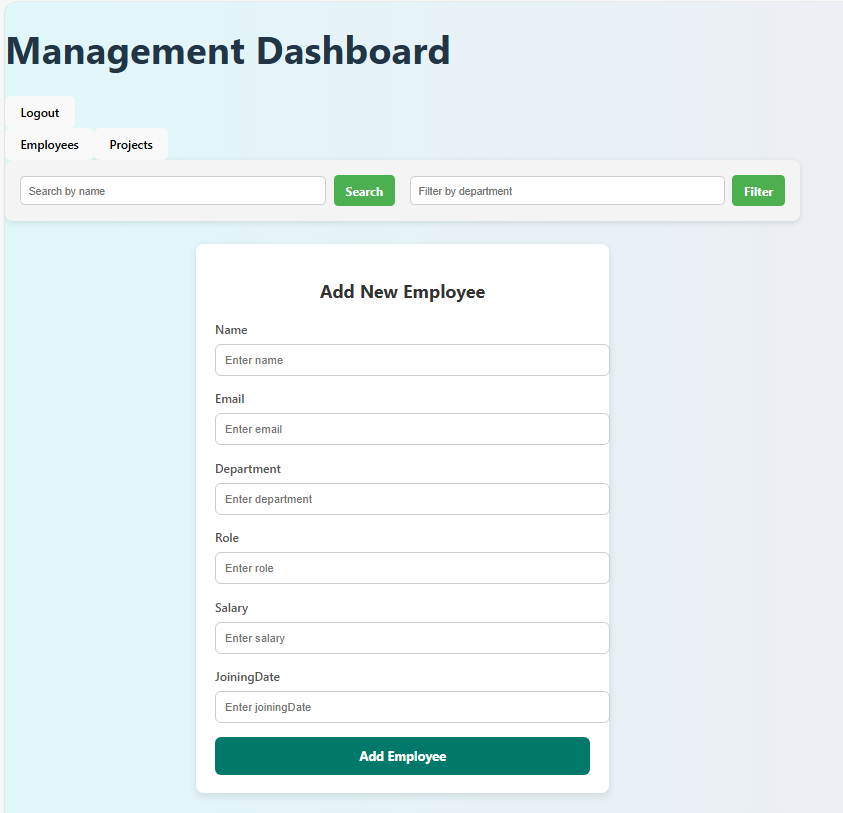 Management Dashboard
Logout
Employees Projects
Search by name Search Filter by department Filter
Add New Employee
Name
Enter name
Email
Enter email
Department
Enter department
Role
Enter role
Salary
Enter salary
JoiningDate
Enter joiningDate
Add Employee